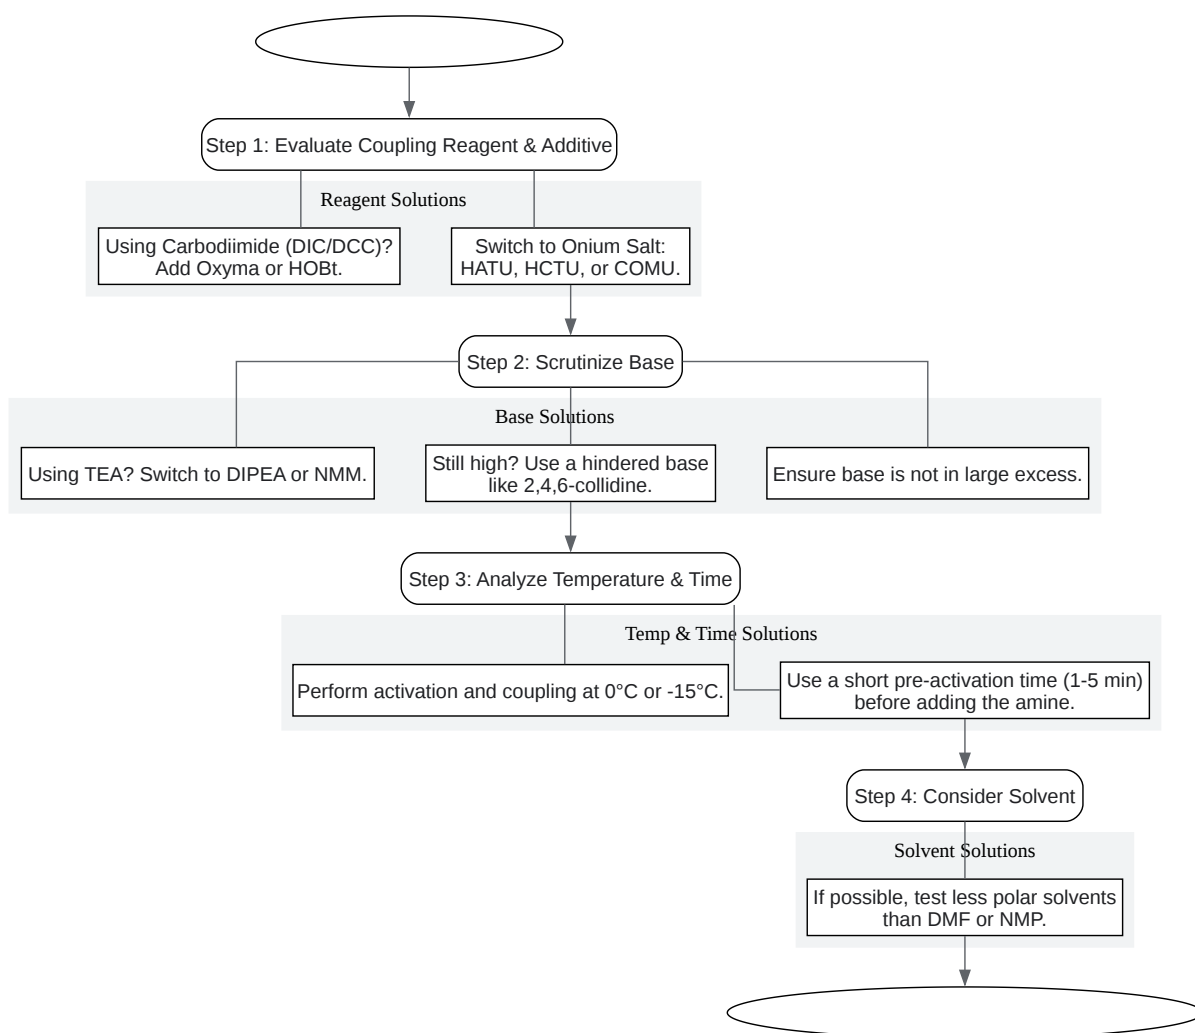 Step 1: Evaluate Coupling Reagent & Additive
Reagent Solutions
Using Carbodiimide (DIC/DCC)?
Add Oxyma or HOBt.
Switch to Onium Salt:
HATU, HCTU, or COMU.
Step 2: Scrutinize Base
Base Solutions
Using TEA? Switch to DIPEA or NMM.
Still high? Use a hindered base
like 2,4,6-collidine.
Ensure base is not in large excess.
Step 3: Analyze Temperature & Time
Temp & Time Solutions
Perform activation and coupling at 0°C or -15°C.
Use a short pre-activation time (1-5 min)
before adding the amine.
Step 4: Consider Solvent
Solvent Solutions
If possible, test less polar solvents
than DMF or NMP.